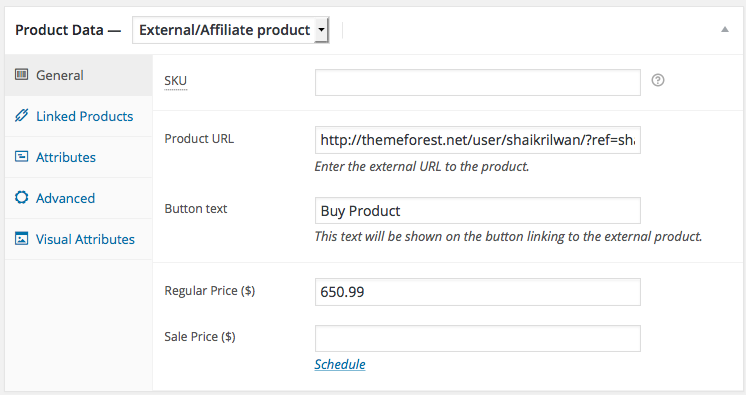 Product Data — External/Affiliate product
General
Linked Products
Attributes
Advanced
Visual Attributes
SKU
Product URL http://themeforest.net/user/shaikrilwan/?ref=sha
Enter the external URL to the product.
Button text Buy Product
This text will be shown on the button linking to the external product.
Regular Price ($) 650.99
Sale Price ($)
Schedule